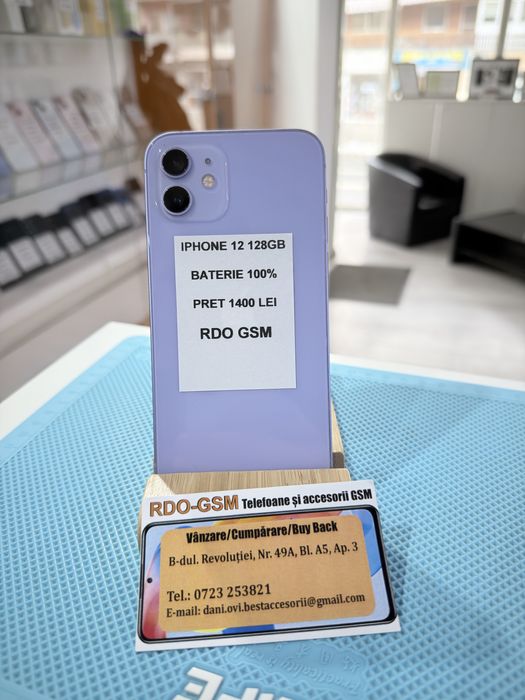 IPHONE 12 128GB
BATERIE 100%
PRET 1400 LEI
RDO GSM
RDO-GSM Telefoane și accesorii GSM
Vânzare/Cumpărare/Buy Back
B-dul. Revoluției, Nr. 49A, Bl. A5, Ap. 3
Tel.: 0723 253821
E-mail: dani.ovi.bestaccesorii@gmail.com